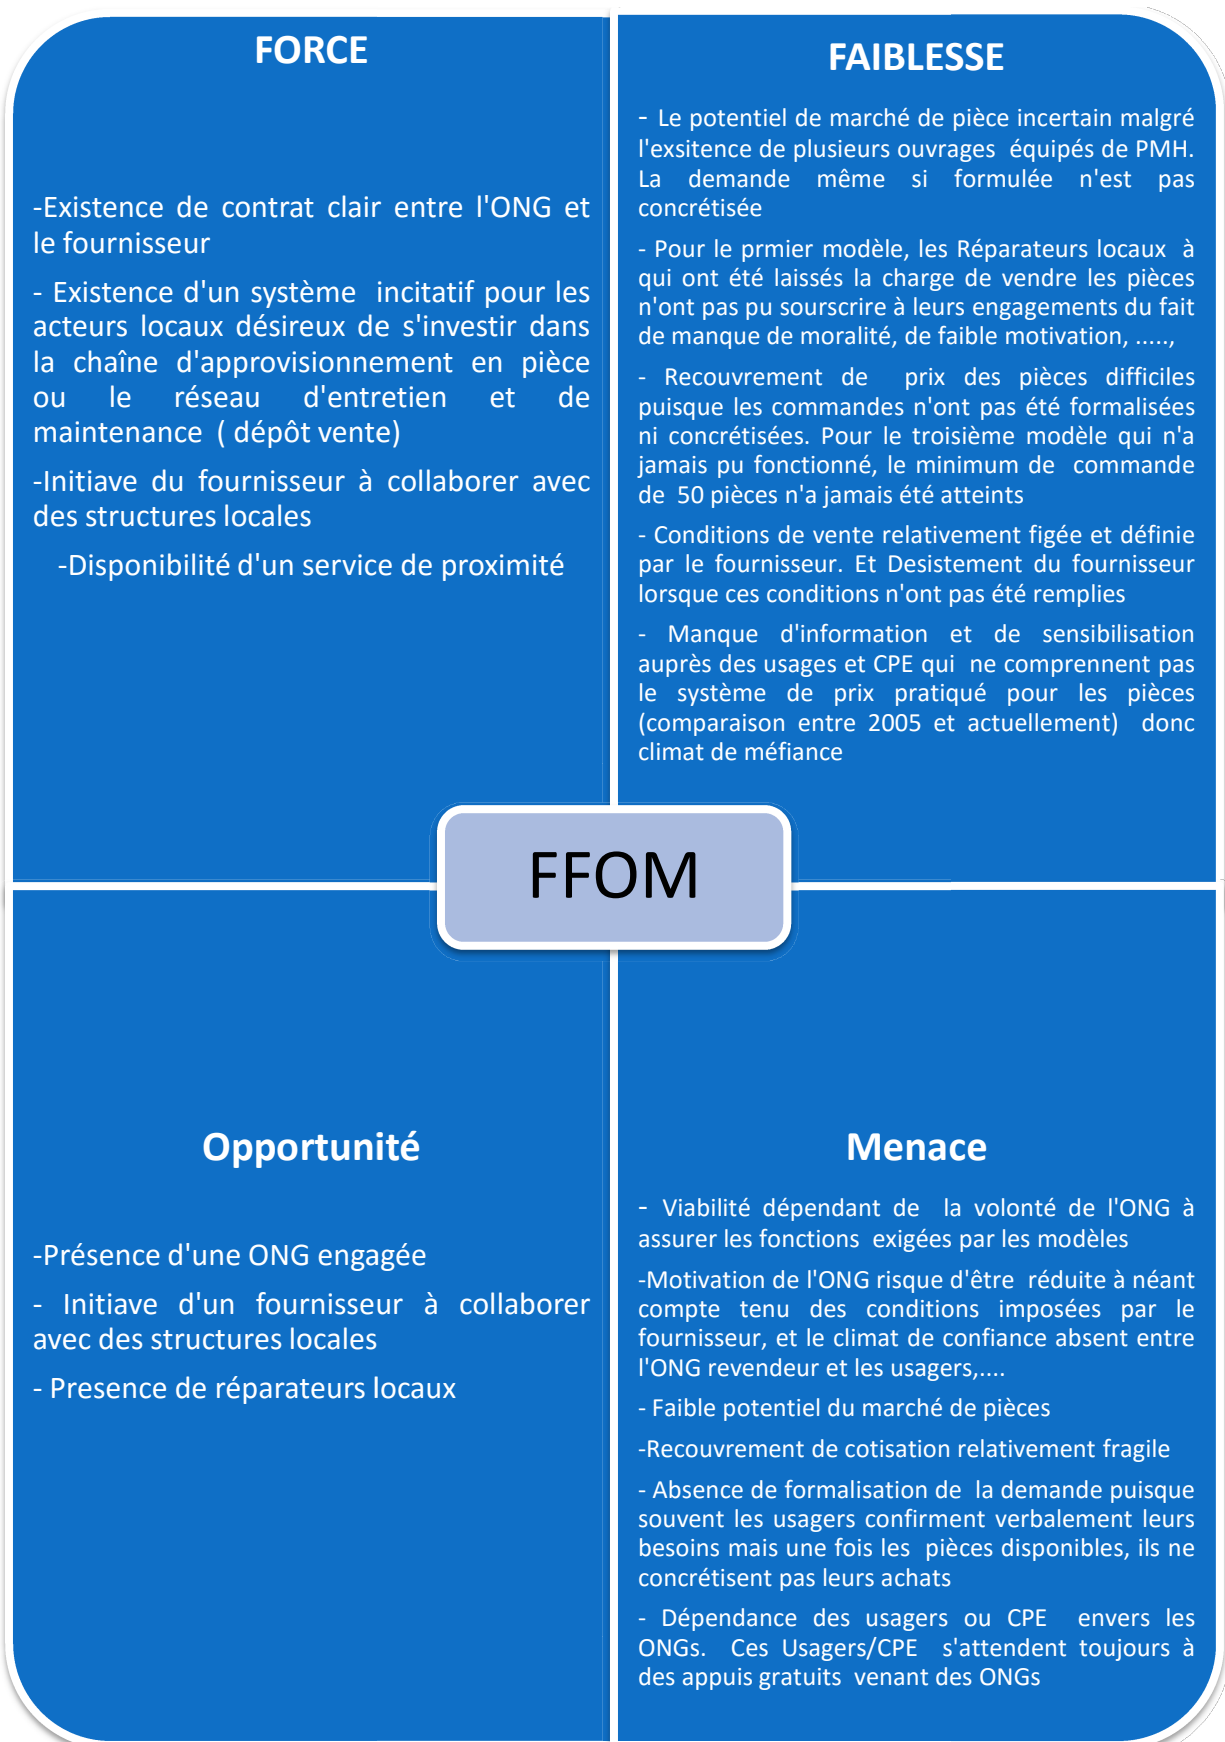 FORCE
-Existence de contrat clair entre l'ONG et
le fournisseur
- Existence d'un système incitatif pour les
acteurs locaux désireux de s'investir dans
la chaîne d'approvisionnement en pièce
ou le réseau d'entretien et de
maintenance ( dépôt vente)
-Initiave du fournisseur à collaborer avec
des structures locales
-Disponibilité d'un service de proximité
FAIBLESSE
- Le potentiel de marché de pièce incertain malgré
l'exsitence de plusieurs ouvrages équipés de PMH.
La demande même si formulée n'est pas
concrétisée
- Pour le prmier modèle, les Réparateurs locaux à
qui ont été laissés la charge de vendre les pièces
n'ont pas pu sourscrire à leurs engagements du fait
de manque de moralité, de faible motivation, .....,
- Recouvrement de prix des pièces difficiles
puisque les commandes n'ont pas été formalisées
ni concrétisées. Pour le troisième modèle qui n'a
jamais pu fonctionné, le minimum de commande
de 50 pièces n'a jamais été atteints
- Conditions de vente relativement figée et définie
par le fournisseur. Et Desistement du fournisseur
lorsque ces conditions n'ont pas été remplies
- Manque d'information et de sensibilisation
auprès des usages et CPE qui ne comprennent pas
le système de prix pratiqué pour les pièces
(comparaison entre 2005 et actuellement) donc
climat de méfiance
FFOM
Opportunité
-Présence d'une ONG engagée
- Initiave d'un fournisseur à collaborer
avec des structures locales
- Presence de réparateurs locaux
Menace
- Viabilité dépendant de la volonté de l'ONG à
assurer les fonctions exigées par les modèles
-Motivation de l'ONG risque d'être réduite à néant
compte tenu des conditions imposées par le
fournisseur, et le climat de confiance absent entre
l'ONG revendeur et les usagers,....
- Faible potentiel du marché de pièces
-Recouvrement de cotisation relativement fragile
- Absence de formalisation de la demande puisque
souvent les usagers confirment verbalement leurs
besoins mais une fois les pièces disponibles, ils ne
concrétisent pas leurs achats
- Dépendance des usagers ou CPE envers les
ONGs. Ces Usagers/CPE s'attendent toujours à
des appuis gratuits venant des ONGs